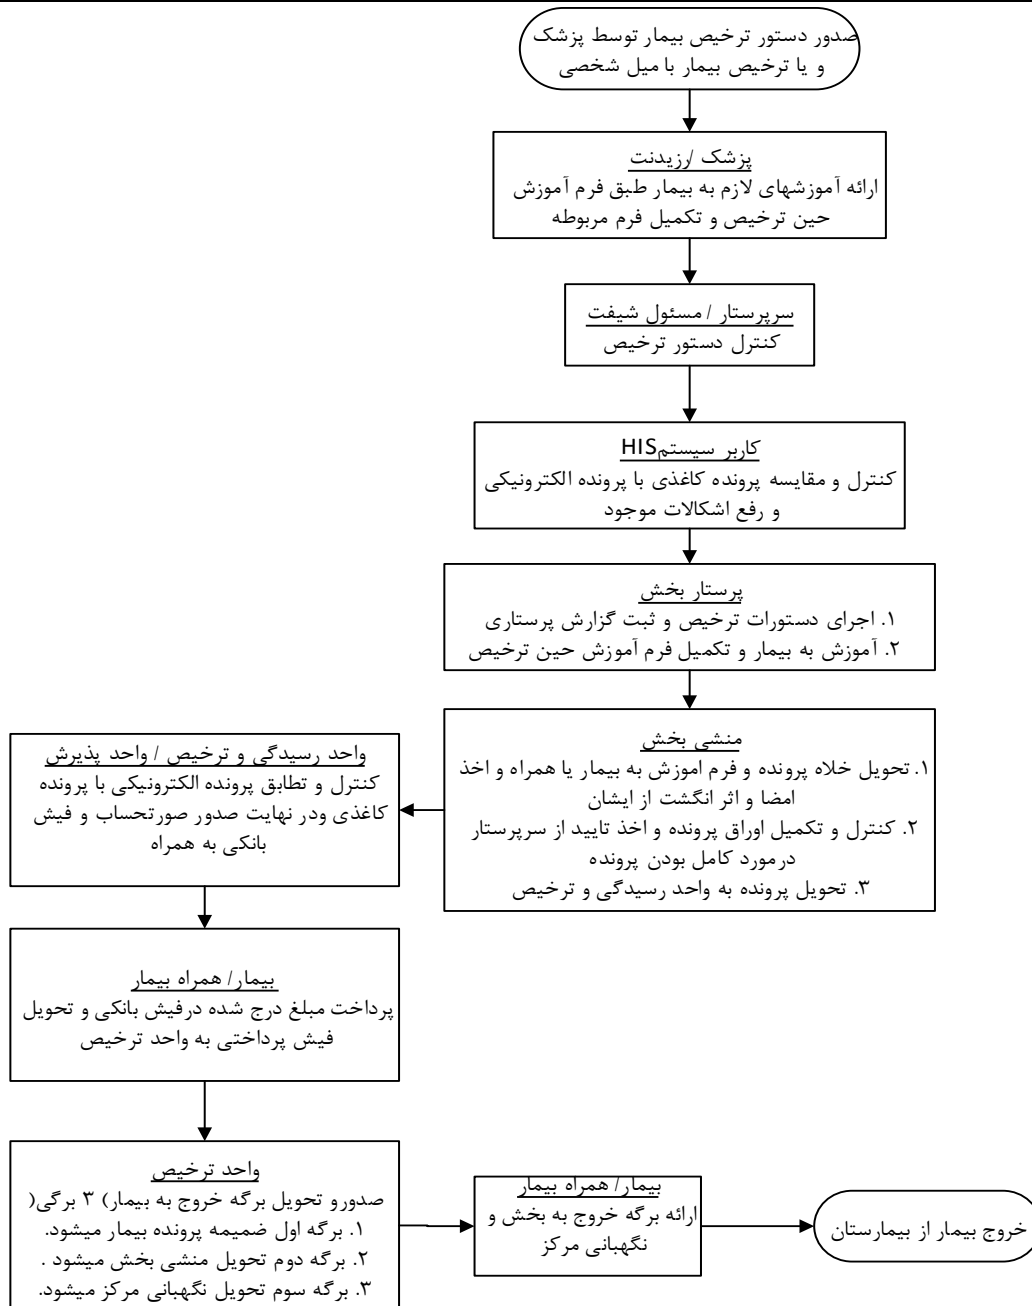 صدور دستور ترخیص بیمار توسط پزشک
و یا ترخیص بیمار با میل شخصی
پزشک /رزیدنت
ارائه آموزشهای لازم به بیمار طبق فرم آموزش
حین ترخیص و تکمیل فرم مربوطه
سرپرستار / مسئول شیفت
کنترل دستور ترخیص
کاربر سیستمHIS
کنترل و مقایسه پرونده کاغذی با پرونده الکترونیکی
و رفع اشکالات موجود
پرستار بخش
۱. اجرای دستورات ترخیص و ثبت گزارش پرستاری
۲. آموزش به بیمار و تکمیل فرم آموزش حین ترخیص
منشی بخش
۱. تحویل خلاه پرونده و فرم اموزش به بیمار یا همراه و اخذ
امضا و اثر انگشت از ایشان
۲. کنترل و تکمیل اوراق پرونده و اخذ تایید از سرپرستار
درمورد کامل بودن پرونده
۳. تحویل پرونده به واحد رسیدگی و ترخیص
واحد رسیدگی و ترخیص / واحد پذیرش
کنترل و تطابق پرونده الکترونیکی با پرونده
کاغذی ودر نهایت صدور صورتحساب و فیش
بانکی به همراه
بیمار/ همراه بیمار
پرداخت مبلغ درج شده درفیش بانکی و تحویل
فیش پرداختی به واحد ترخیص
واحد ترخیص
صدورو تحویل برگه خروج به بیمار) ۳ برگی(
۱. برگه اول ضمیمه پرونده بیمار میشود.
۲. برگه دوم تحویل منشی بخش میشود .
۳. برگه سوم تحویل نگهبانی مرکز میشود.
بیمار/ همراه بیمار
ارائه برگه خروج به بخش و
نگهبانی مرکز
خروج بیمار از بیمارستان